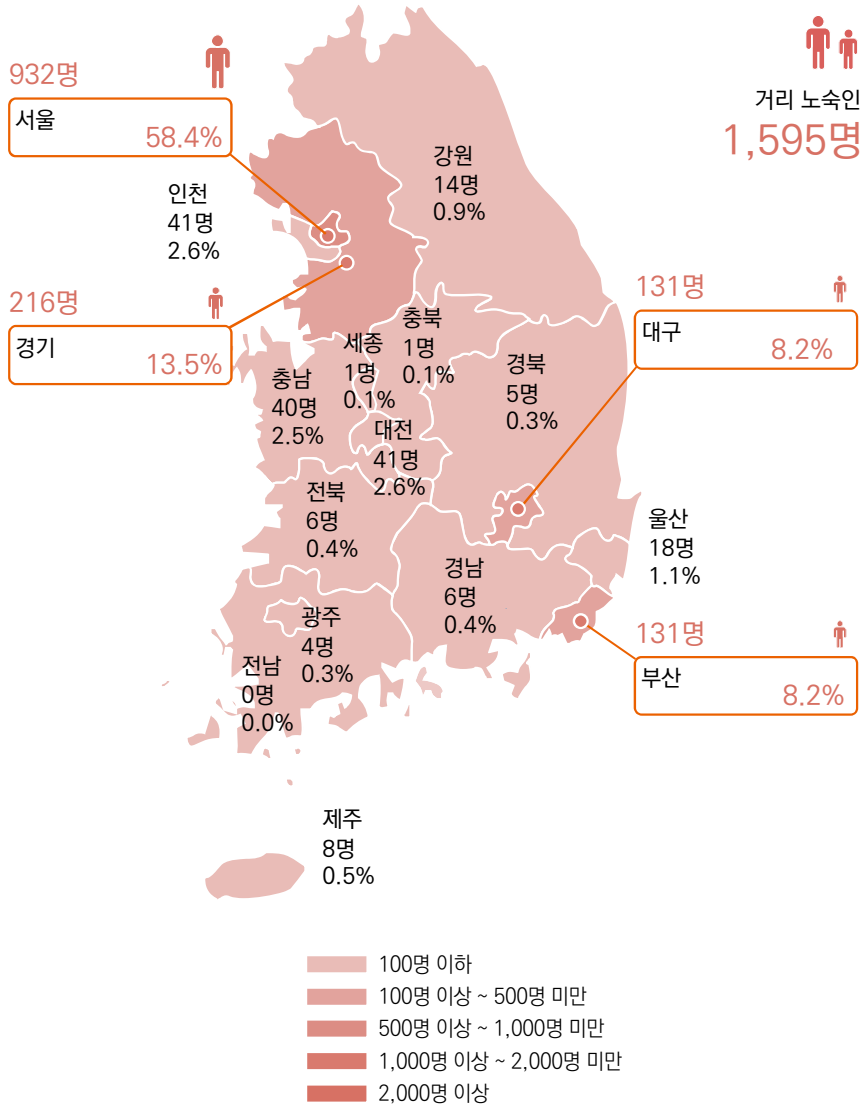 거리 노숙인
1,595명
932명
서울
58.4%
강원
14명
0.9%
인천
41명
2.6%
216명
경기
13.5%
131명
대구
8.2%
충북
1명
0.1%
세종
1명
0.1%
경북
5명
0.3%
충남
40명
2.5%
대전
41명
2.6%
전북
6명
0.4%
울산
18명
1.1%
경남
6명
0.4%
광주
4명
0.3%
131명
부산
8.2%
전남
0명
0.0%
제주
8명
0.5%
100명 이하
100명 이상 ~ 500명 미만
500명 이상 ~ 1,000명 미만
1,000명 이상 ~ 2,000명 미만
2,000명 이상